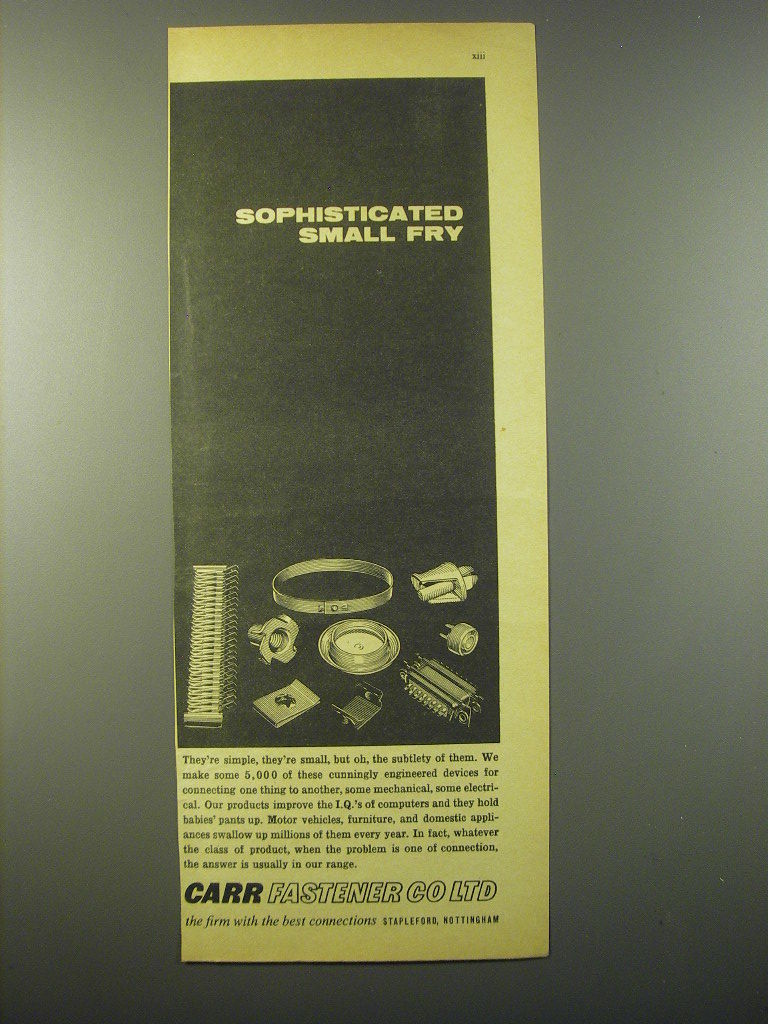 xiii
SOPHISTICATED
SMALL FRY
They're simple, they're small, but oh, the subtlety of them. We
make some 5,000 of these cunningly engineered devices for
connecting one thing to another, some mechanical, some electri-
cal. Our products improve the I.Q.'s of computers and they hold
babies' pants up. Motor vehicles, furniture, and domestic appli-
ances swallow up millions of them every year. In fact, whatever
the class of product, when the problem is one of connection,
the answer is usually in our range.
CARR FASTENER CO LTD
the firm with the best connections STAPLEFORD, NOTTINGHAM